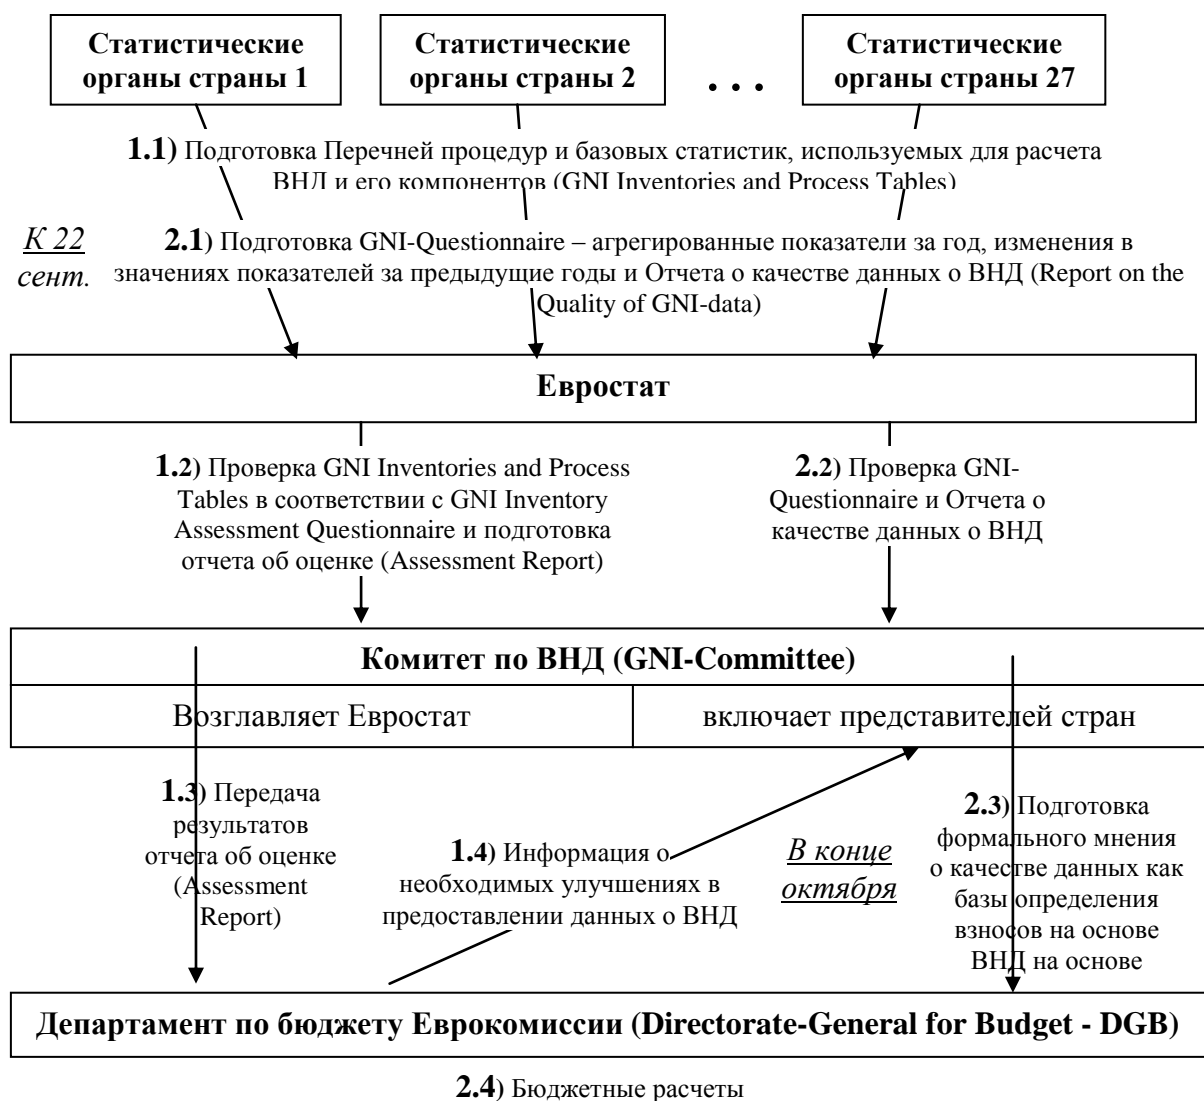 Статистические
органы страны 1
Статистические
органы страны 2
. . .
Статистические
органы страны 27
1.1) Подготовка Перечней процедур и базовых статистик, используемых для расчета
ВНД и его компонентов (GNI Inventories and Process Tables)
К 22
сент.
2.1) Подготовка GNI-Questionnaire – агрегированные показатели за год, изменения в
значениях показателей за предыдущие годы и Отчета о качестве данных о ВНД (Report on the
Quality of GNI-data)
Евростат
1.2) Проверка GNI Inventories and Process
Tables в соответствии с GNI Inventory
Assessment Questionnaire и подготовка
отчета об оценке (Assessment Report)
2.2) Проверка GNI-
Questionnaire и Отчета о
качестве данных о ВНД
Комитет по ВНД (GNI-Committee)
Возглавляет Евростат
включает представителей стран
1.3) Передача
результатов
отчета об оценке
(Assessment
Report)
1.4) Информация о
необходимых улучшениях в
предоставлении данных о ВНД
В конце
октября
2.3) Подготовка
формального мнения
о качестве данных как
базы определения
взносов на основе
ВНД на основе
Департамент по бюджету Еврокомиссии (Directorate-General for Budget - DGB)
2.4) Бюджетные расчеты